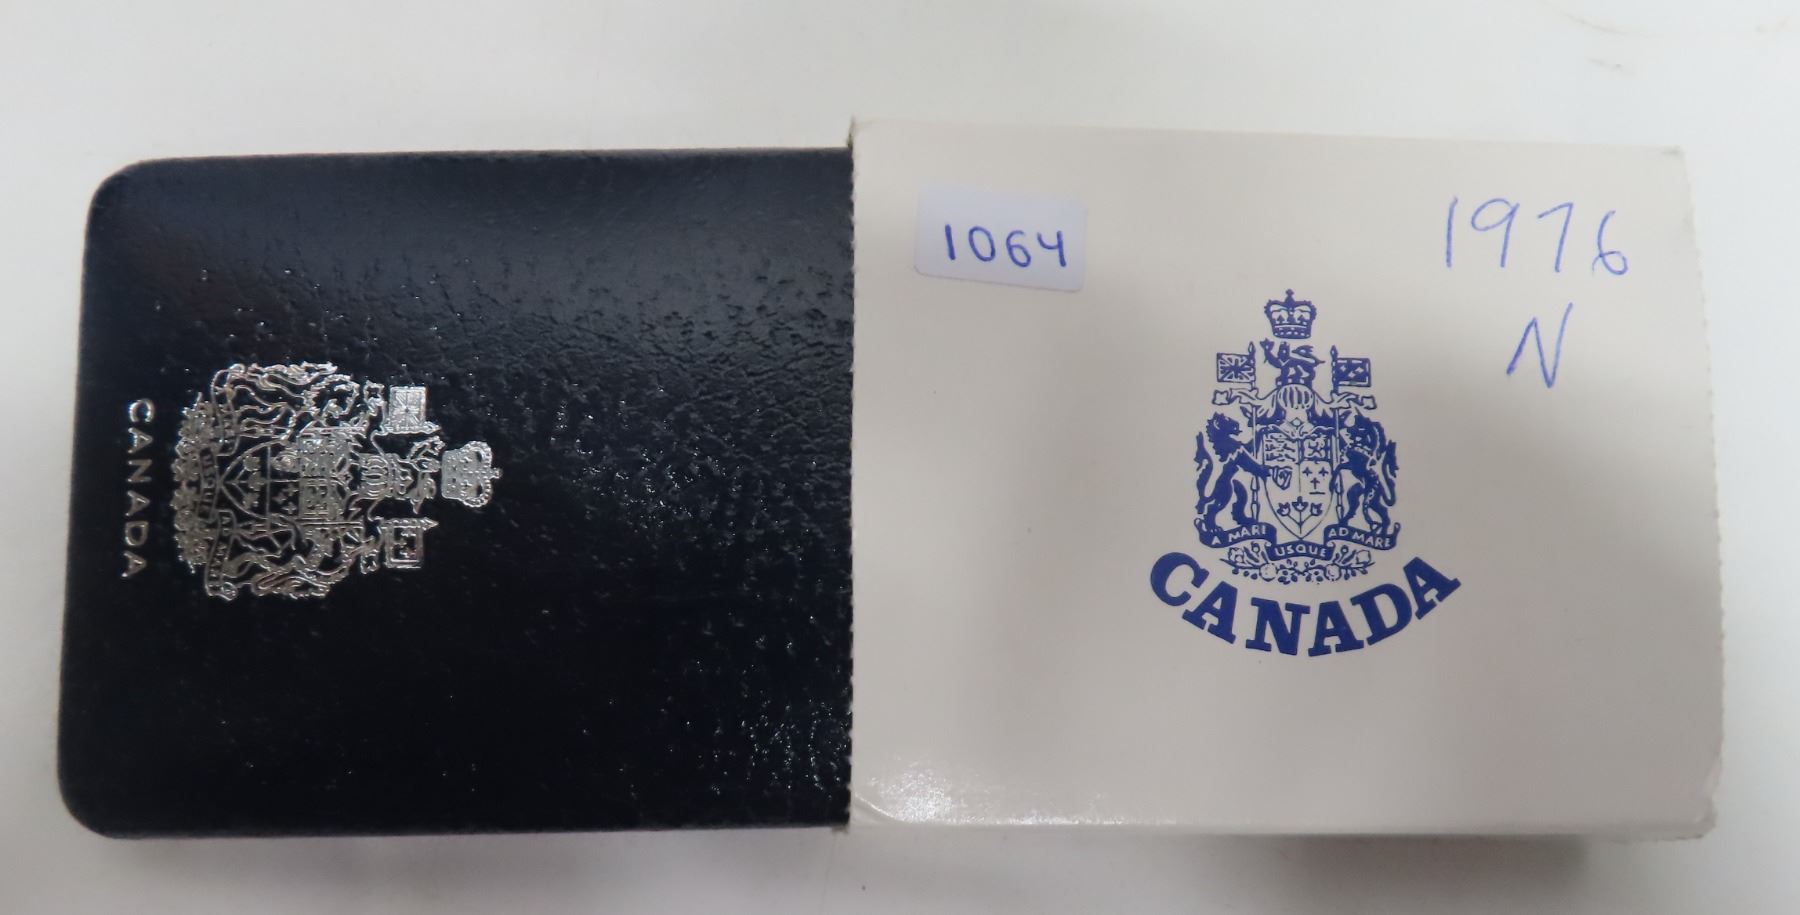 CANADA
1064
1976
N
A MARI USQUE AD MARE
CANADA